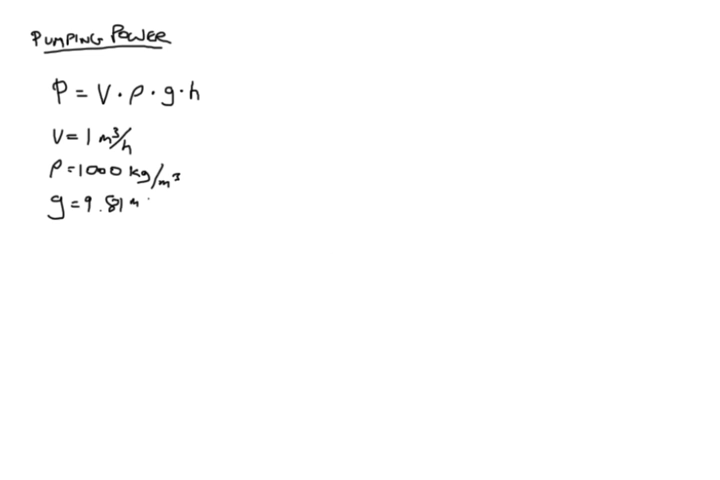 PUMPING POWER
P = V · ρ · g · h
V = 1 m³/h
ρ = 1000 kg/m³
g = 9.81 m